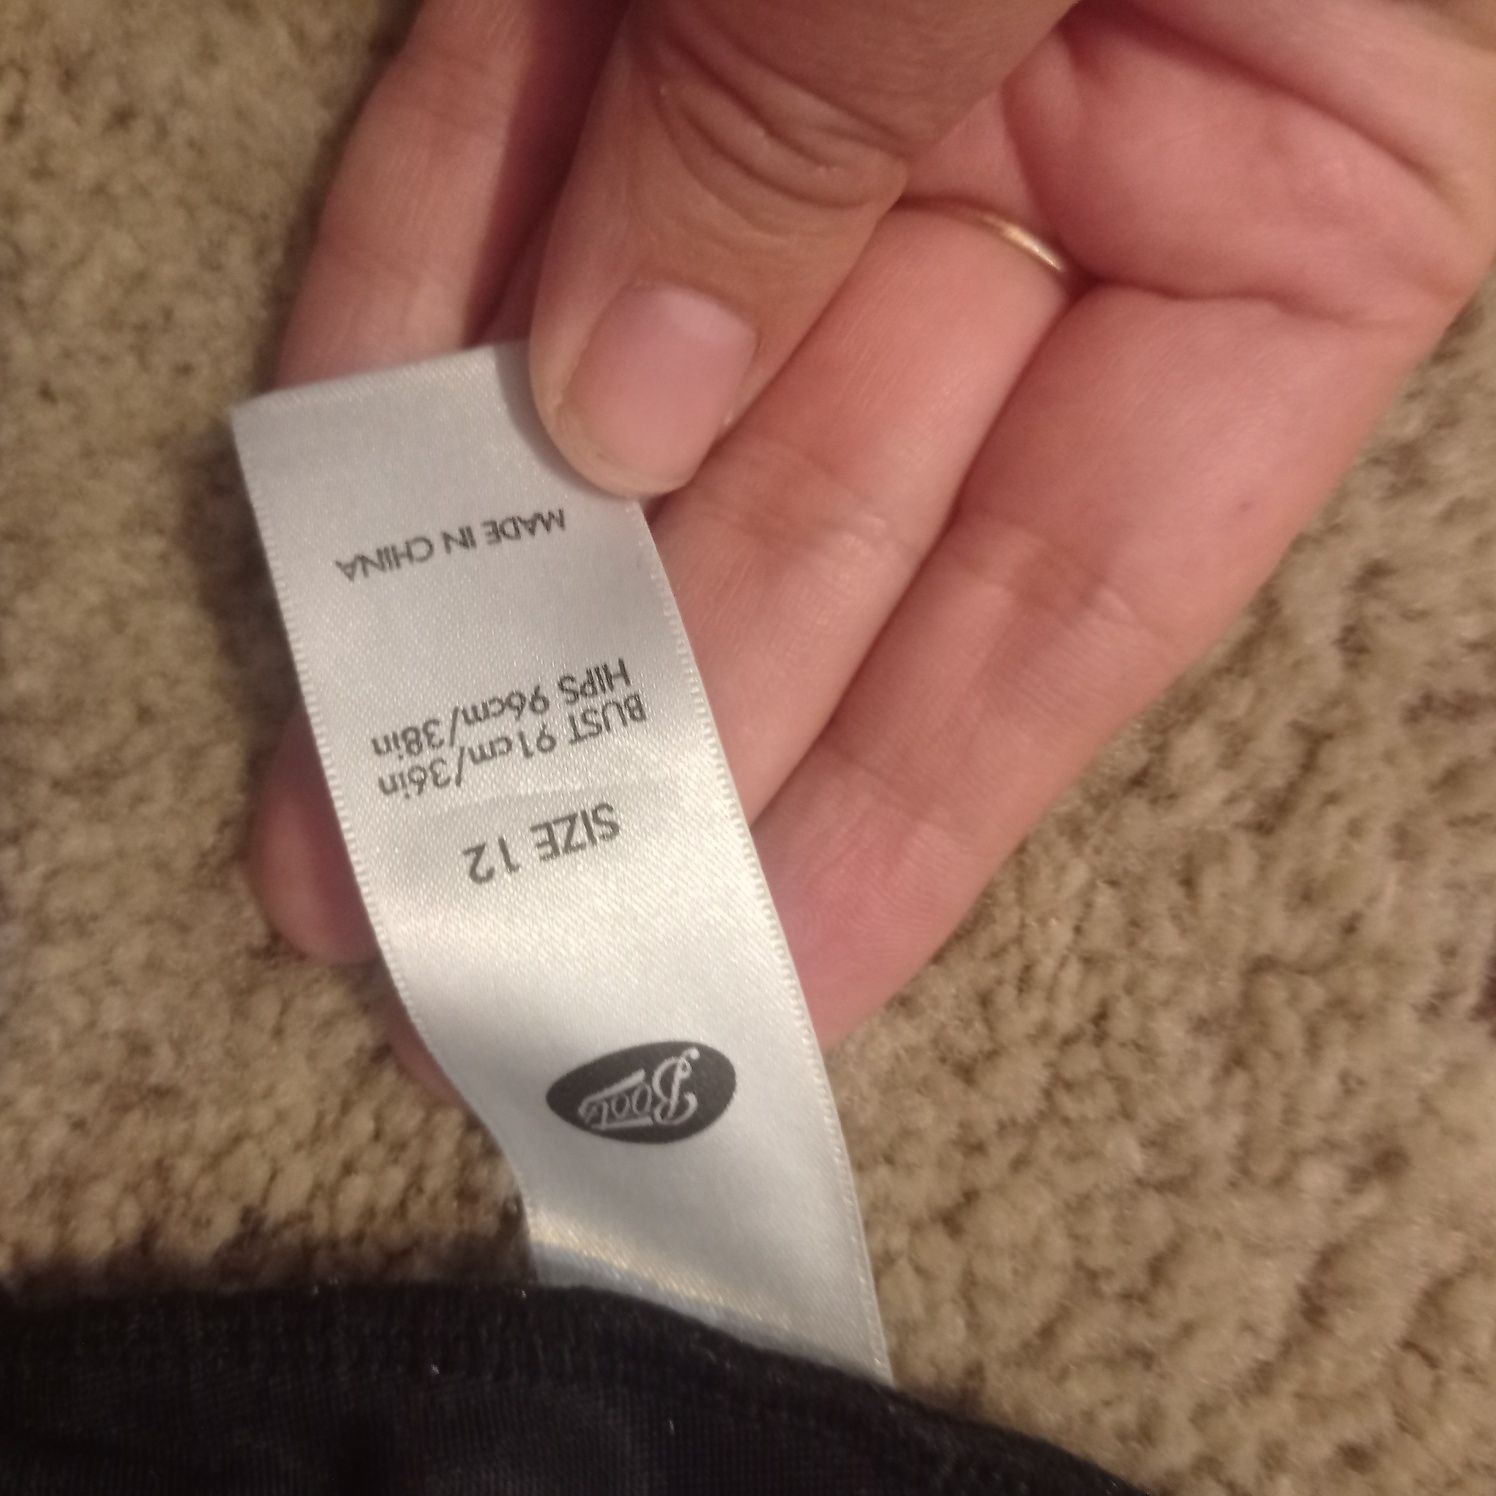 Boots
SIZE 12
BUST 91cm/36in
HIPS 96cm/38in
MADE IN CHINA